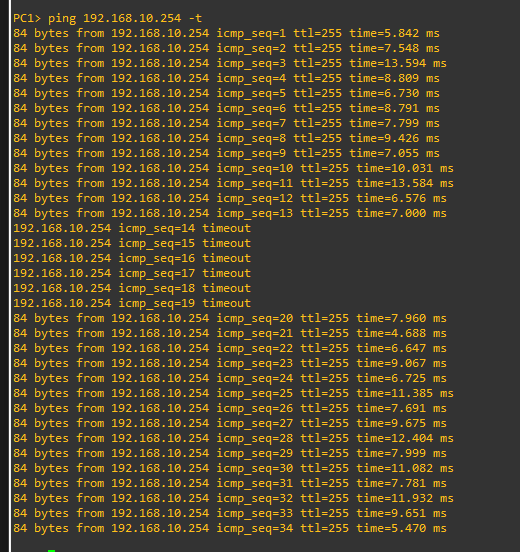 PC1> ping 192.168.10.254 -t
84 bytes from 192.168.10.254 icmp_seq=1 ttl=255 time=5.842 ms
84 bytes from 192.168.10.254 icmp_seq=2 ttl=255 time=7.548 ms
84 bytes from 192.168.10.254 icmp_seq=3 ttl=255 time=13.594 ms
84 bytes from 192.168.10.254 icmp_seq=4 ttl=255 time=8.809 ms
84 bytes from 192.168.10.254 icmp_seq=5 ttl=255 time=6.730 ms
84 bytes from 192.168.10.254 icmp_seq=6 ttl=255 time=8.791 ms
84 bytes from 192.168.10.254 icmp_seq=7 ttl=255 time=7.799 ms
84 bytes from 192.168.10.254 icmp_seq=8 ttl=255 time=9.426 ms
84 bytes from 192.168.10.254 icmp_seq=9 ttl=255 time=7.055 ms
84 bytes from 192.168.10.254 icmp_seq=10 ttl=255 time=10.031 ms
84 bytes from 192.168.10.254 icmp_seq=11 ttl=255 time=13.584 ms
84 bytes from 192.168.10.254 icmp_seq=12 ttl=255 time=6.576 ms
84 bytes from 192.168.10.254 icmp_seq=13 ttl=255 time=7.000 ms
192.168.10.254 icmp_seq=14 timeout
192.168.10.254 icmp_seq=15 timeout
192.168.10.254 icmp_seq=16 timeout
192.168.10.254 icmp_seq=17 timeout
192.168.10.254 icmp_seq=18 timeout
192.168.10.254 icmp_seq=19 timeout
84 bytes from 192.168.10.254 icmp_seq=20 ttl=255 time=7.960 ms
84 bytes from 192.168.10.254 icmp_seq=21 ttl=255 time=4.688 ms
84 bytes from 192.168.10.254 icmp_seq=22 ttl=255 time=6.647 ms
84 bytes from 192.168.10.254 icmp_seq=23 ttl=255 time=9.067 ms
84 bytes from 192.168.10.254 icmp_seq=24 ttl=255 time=6.725 ms
84 bytes from 192.168.10.254 icmp_seq=25 ttl=255 time=11.385 ms
84 bytes from 192.168.10.254 icmp_seq=26 ttl=255 time=7.691 ms
84 bytes from 192.168.10.254 icmp_seq=27 ttl=255 time=9.675 ms
84 bytes from 192.168.10.254 icmp_seq=28 ttl=255 time=12.404 ms
84 bytes from 192.168.10.254 icmp_seq=29 ttl=255 time=7.999 ms
84 bytes from 192.168.10.254 icmp_seq=30 ttl=255 time=11.082 ms
84 bytes from 192.168.10.254 icmp_seq=31 ttl=255 time=7.781 ms
84 bytes from 192.168.10.254 icmp_seq=32 ttl=255 time=11.932 ms
84 bytes from 192.168.10.254 icmp_seq=33 ttl=255 time=9.651 ms
84 bytes from 192.168.10.254 icmp_seq=34 ttl=255 time=5.470 ms